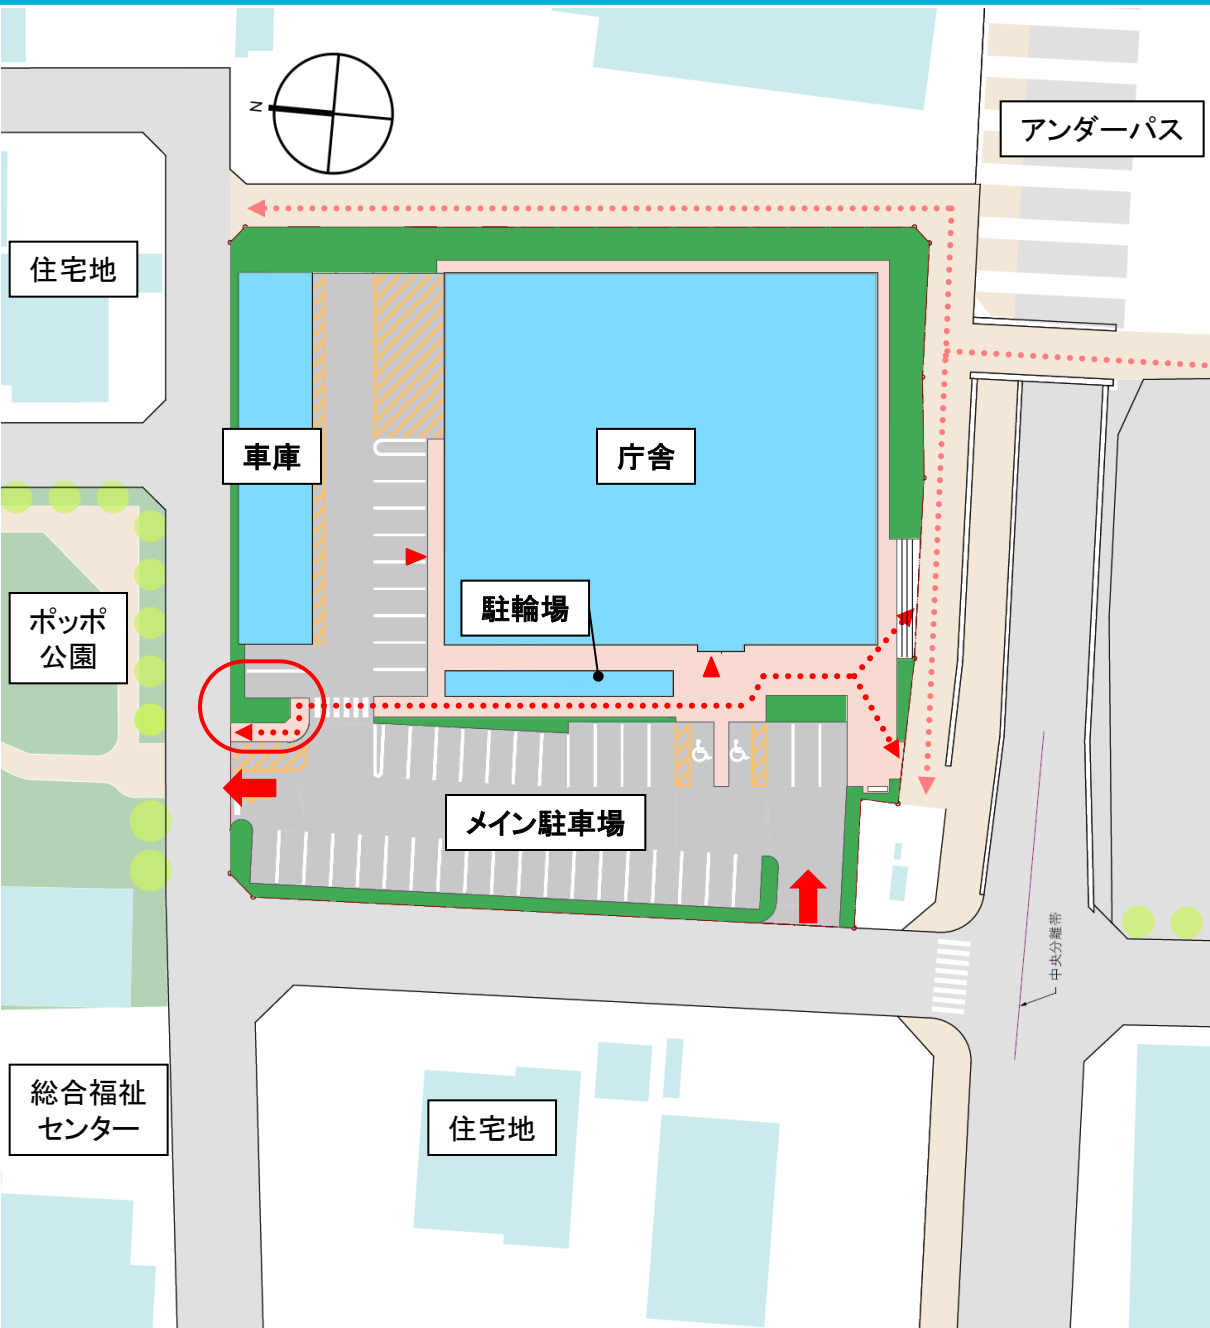 N
アンダーパス
住宅地
車庫
庁舎
駐輪場
ポッポ
公園
メイン駐車場
中央分離帯
総合福祉
センター
住宅地